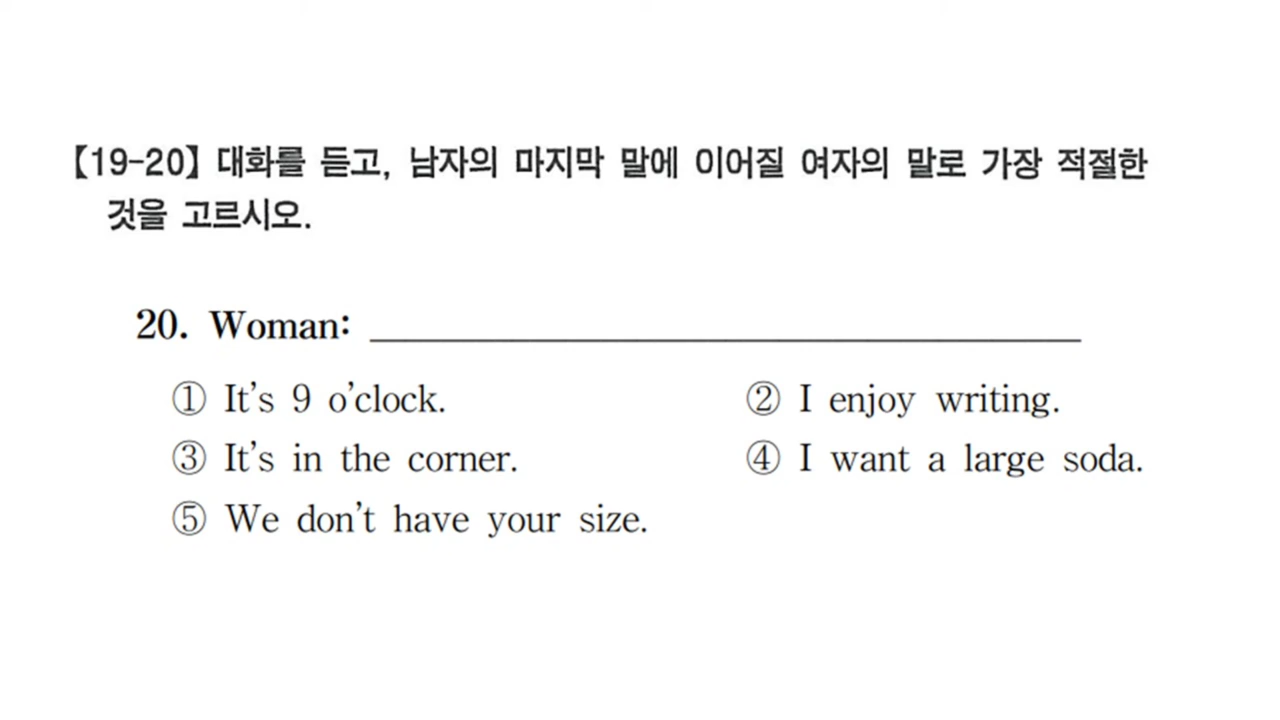 【19-20】 대화를 듣고, 남자의 마지막 말에 이어질 여자의 말로 가장 적절한
것을 고르시오.
20. Woman: ______________________________
① It's 9 o'clock. ② I enjoy writing.
③ It's in the corner. ④ I want a large soda.
⑤ We don't have your size.